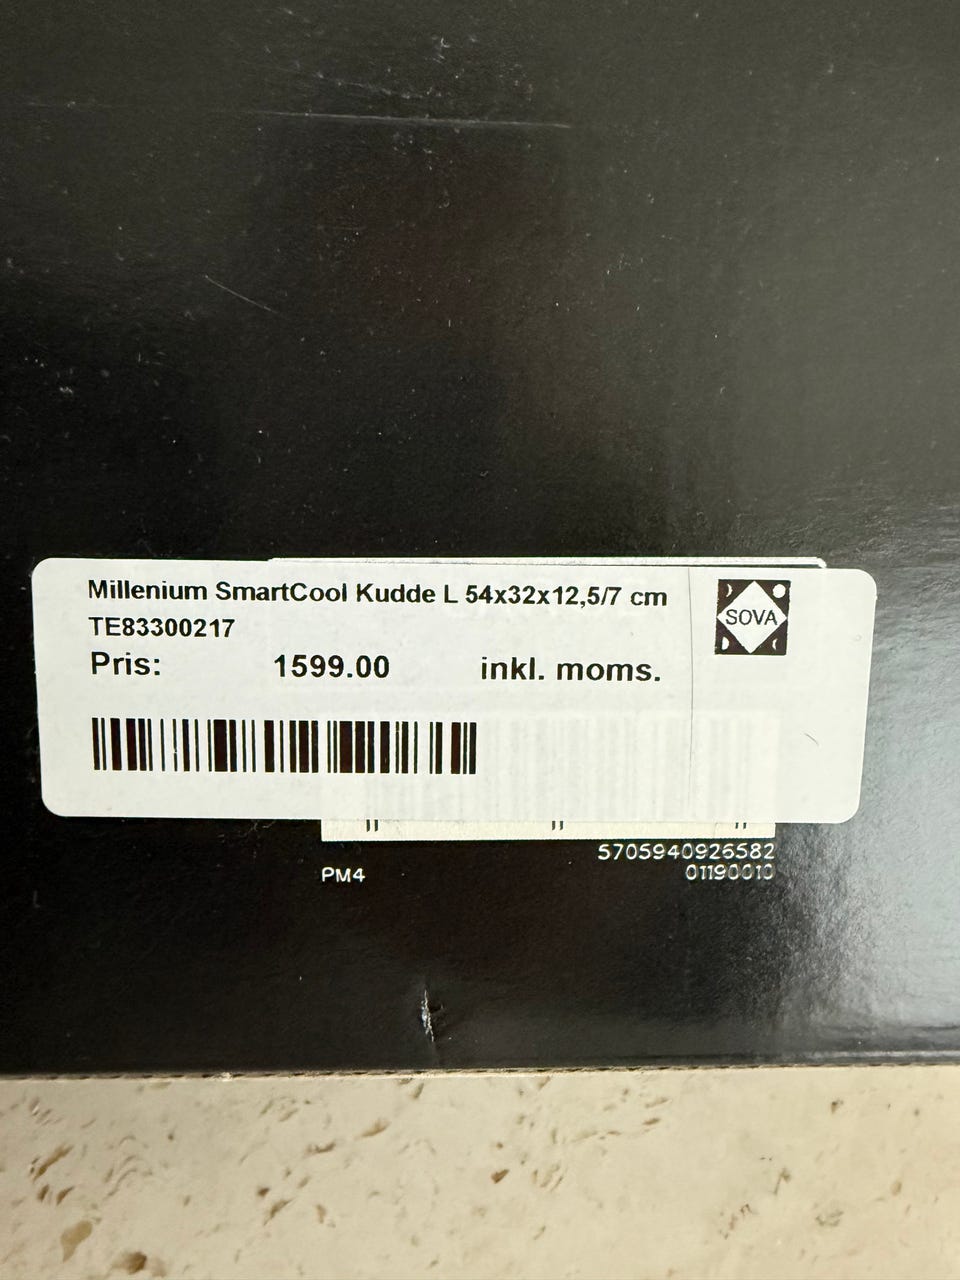 Millenium SmartCool Kudde L 54x32x12,5/7 cm
TE83300217
Pris: 1599.00 inkl. moms.
SOVA
5705940926582
PM4 01190010